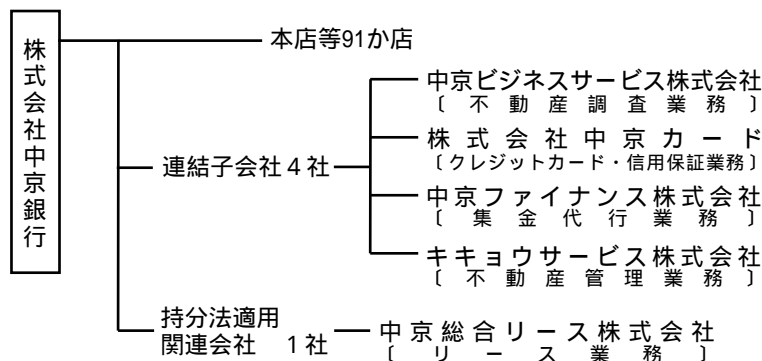 株式会社中京銀行
本店等91か店
連結子会社4社
中京ビジネスサービス株式会社
〔不動産調査業務〕
株式会社中京カード
〔クレジットカード・信用保証業務〕
中京ファイナンス株式会社
〔集金代行業務〕
キキョウサービス株式会社
〔不動産管理業務〕
持分法適用
関連会社 1社
中京総合リース株式会社
〔リース業務〕